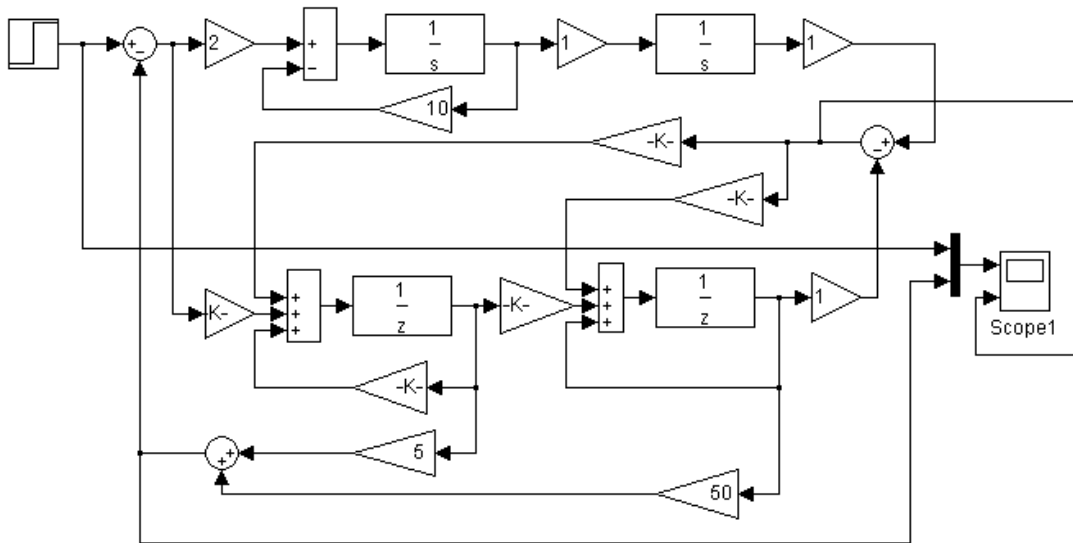 2
+
−
1
s
1
1
s
1
10
-K-
-K-
+
−
−
+
K-
+
+
+
1
z
-K-
+
+
+
1
z
1
Scope1
-K-
5
+
+
50